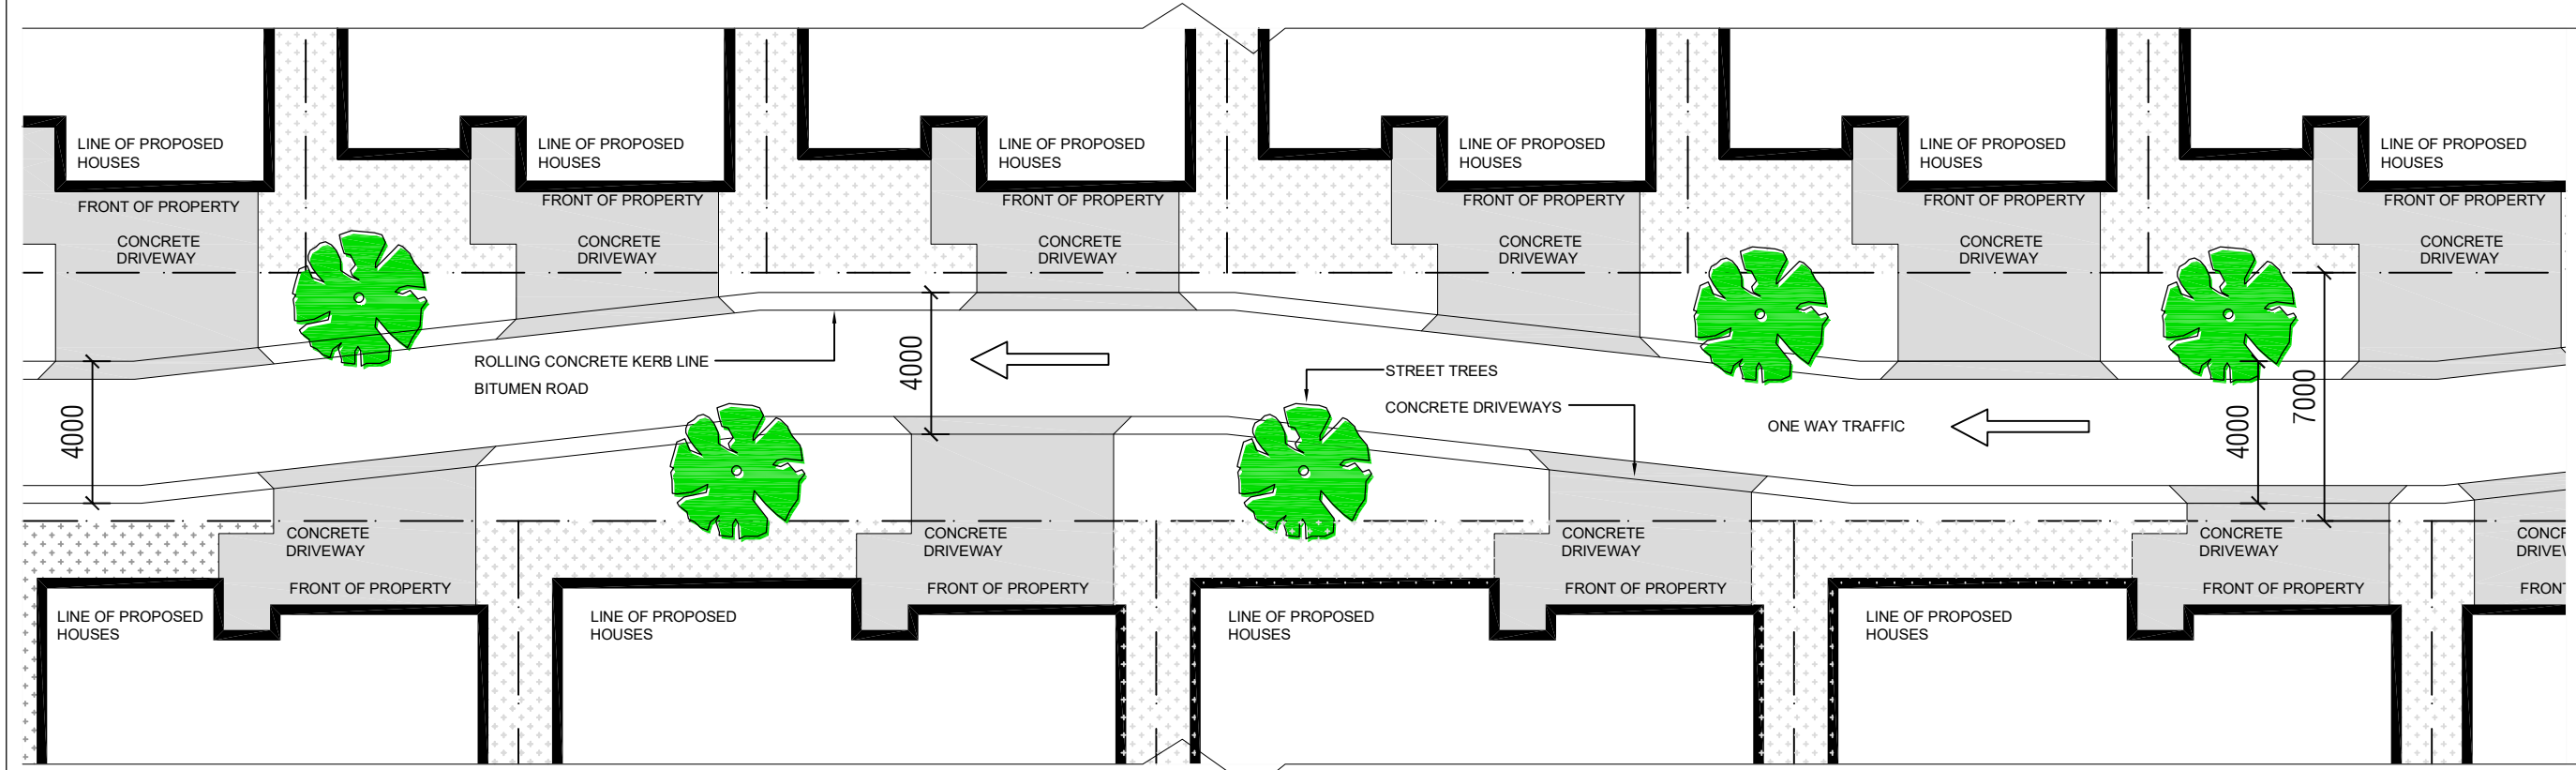 LINE OF PROPOSED
HOUSES
LINE OF PROPOSED
HOUSES
LINE OF PROPOSED
HOUSES
LINE OF PROPOSED
HOUSES
LINE OF PROPOSED
HOUSES
LINE OF PROPOSED
HOUSES
FRONT OF PROPERTY
FRONT OF PROPERTY
FRONT OF PROPERTY
FRONT OF PROPERTY
FRONT OF PROPERTY
FRONT OF PROPERTY
CONCRETE
DRIVEWAY
CONCRETE
DRIVEWAY
CONCRETE
DRIVEWAY
CONCRETE
DRIVEWAY
CONCRETE
DRIVEWAY
CONCRETE
DRIVEWAY
ROLLING CONCRETE KERB LINE
BITUMEN ROAD
4000
4000
STREET TREES
CONCRETE DRIVEWAYS
ONE WAY TRAFFIC
4000
7000
CONCRETE
DRIVEWAY
CONCRETE
DRIVEWAY
CONCRETE
DRIVEWAY
CONCRETE
DRIVEWAY
FRONT OF PROPERTY
FRONT OF PROPERTY
FRONT OF PROPERTY
FRONT OF PROPERTY
FRONT
LINE OF PROPOSED
HOUSES
LINE OF PROPOSED
HOUSES
LINE OF PROPOSED
HOUSES
LINE OF PROPOSED
HOUSES